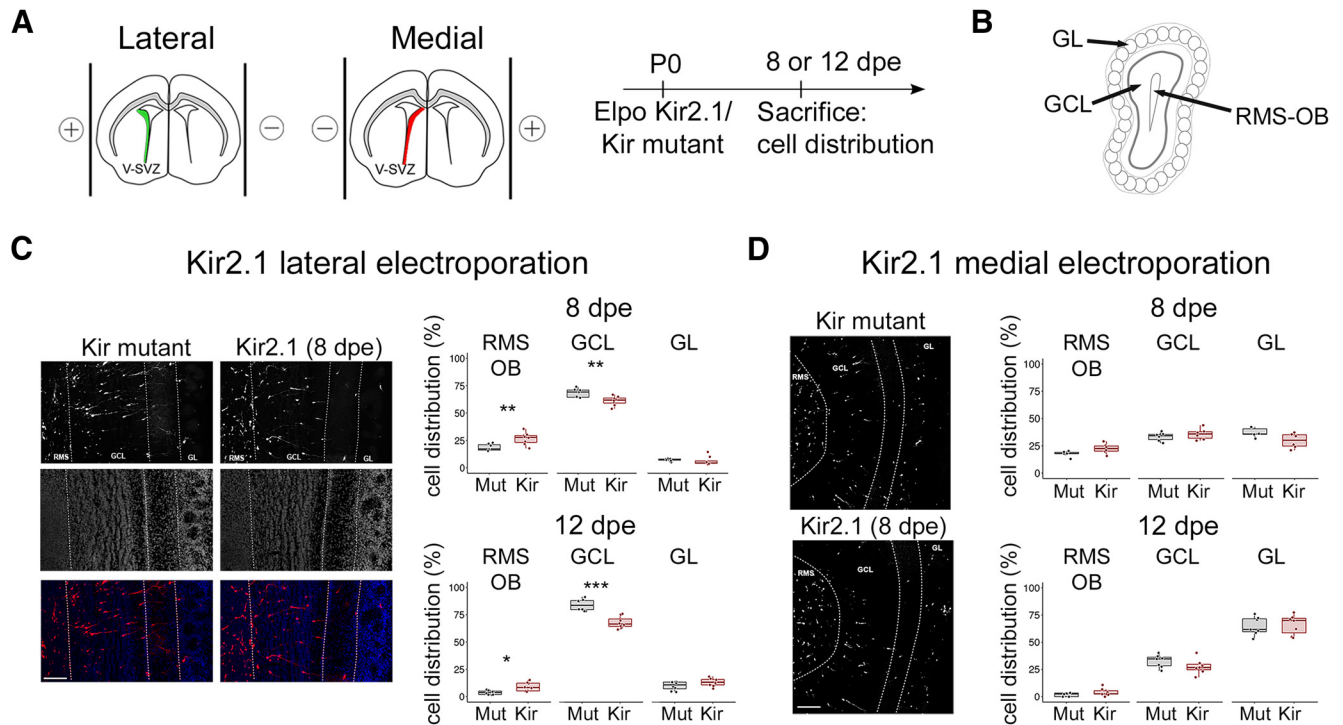 A
Lateral
Medial
+
−
−
+
V-SVZ
V-SVZ
P0
8 or 12 dpe
Elpo Kir2.1/
Kir mutant
Sacrifice:
cell distribution
B
GL
GCL
RMS-OB
C
Kir2.1 lateral electroporation
Kir mutant
Kir2.1 (8 dpe)
RMS
GCL
GL
RMS
GCL
GL
8 dpe
cell distribution (%)
RMS
OB
GCL
GL
100
75
50
25
0
**
**
Mut Kir
Mut Kir
Mut Kir
12 dpe
cell distribution (%)
RMS
OB
GCL
GL
100
75
50
25
0
*
***
Mut Kir
Mut Kir
Mut Kir
D
Kir2.1 medial electroporation
Kir mutant
RMS
GCL
GL
Kir2.1 (8 dpe)
RMS
GCL
GL
8 dpe
cell distribution (%)
RMS
OB
GCL
GL
100
75
50
25
0
Mut Kir
Mut Kir
Mut Kir
12 dpe
cell distribution (%)
RMS
OB
GCL
GL
100
75
50
25
0
Mut Kir
Mut Kir
Mut Kir